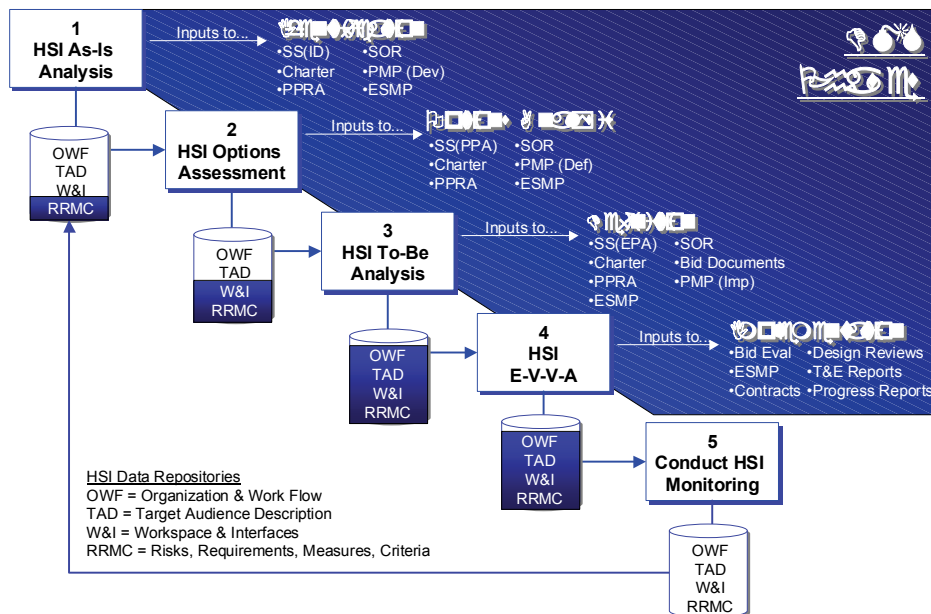 1
HSI As-Is
Analysis
Inputs to...
•SS(ID)
•Charter
•PPRA
•SOR
•PMP (Dev)
•ESMP
OWF
TAD
W&I
RRMC
2
HSI Options
Assessment
Inputs to...
•SS(PPA)
•Charter
•PPRA
•SOR
•PMP (Def)
•ESMP
OWF
TAD
W&I
RRMC
3
HSI To-Be
Analysis
Inputs to...
•SS(EPA)
•Charter
•PPRA
•ESMP
•SOR
•Bid Documents
•PMP (Imp)
OWF
TAD
W&I
RRMC
4
HSI
E-V-V-A
Inputs to...
•Bid Eval
•ESMP
•Contracts
•Design Reviews
•T&E Reports
•Progress Reports
OWF
TAD
W&I
RRMC
5
Conduct HSI
Monitoring
OWF
TAD
W&I
RRMC
HSI Data Repositories
OWF = Organization & Work Flow
TAD = Target Audience Description
W&I = Workspace & Interfaces
RRMC = Risks, Requirements, Measures, Criteria